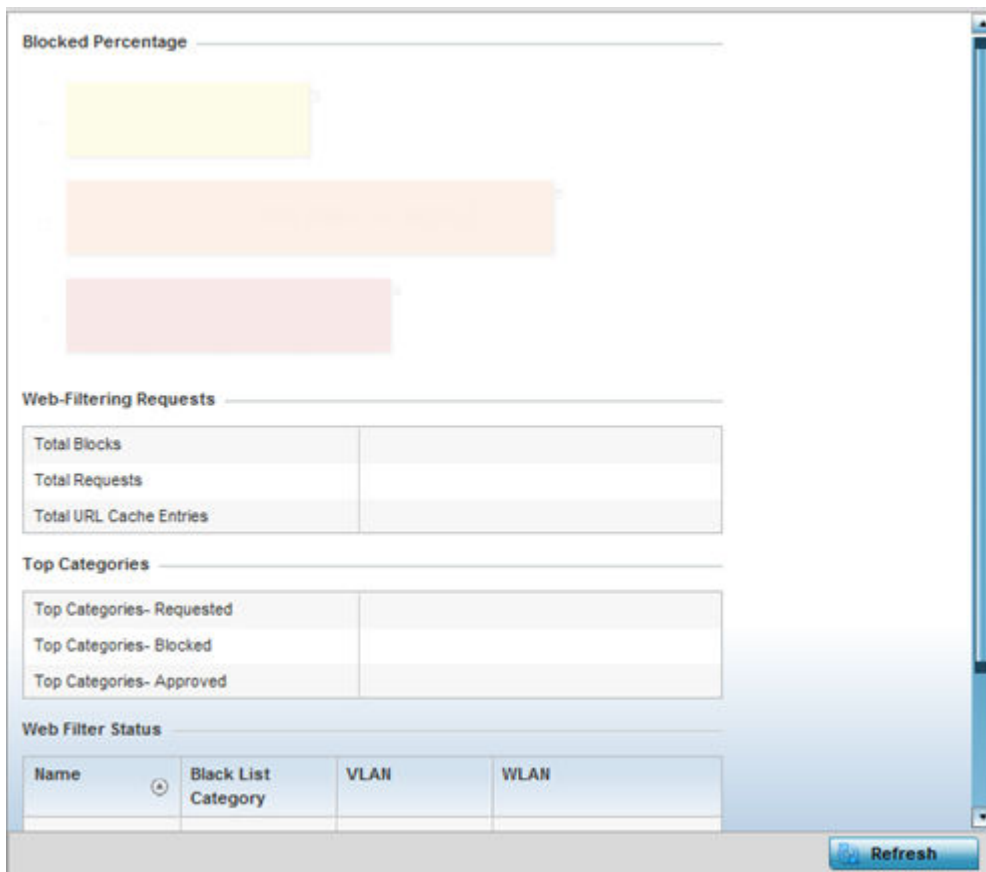 Blocked Percentage
Web-Filtering Requests
Total Blocks
Total Requests
Total URL Cache Entries
Top Categories
Top Categories- Requested
Top Categories- Blocked
Top Categories- Approved
Web Filter Status
Name
Black List
Category
VLAN
WLAN
Refresh